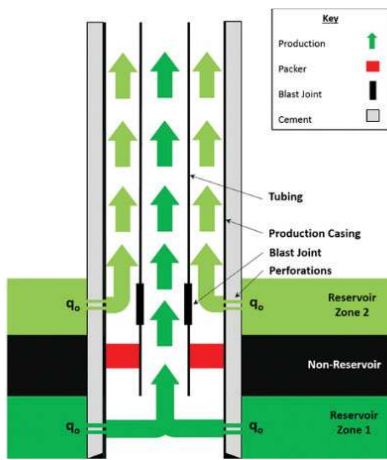 Key
Production
Packer
Blast Joint
Cement
Tubing
Production Casing
Blast Joint
Perforations
qo
Reservoir
Zone 2
Non-Reservoir
qo
qo
Reservoir
Zone 1
qo